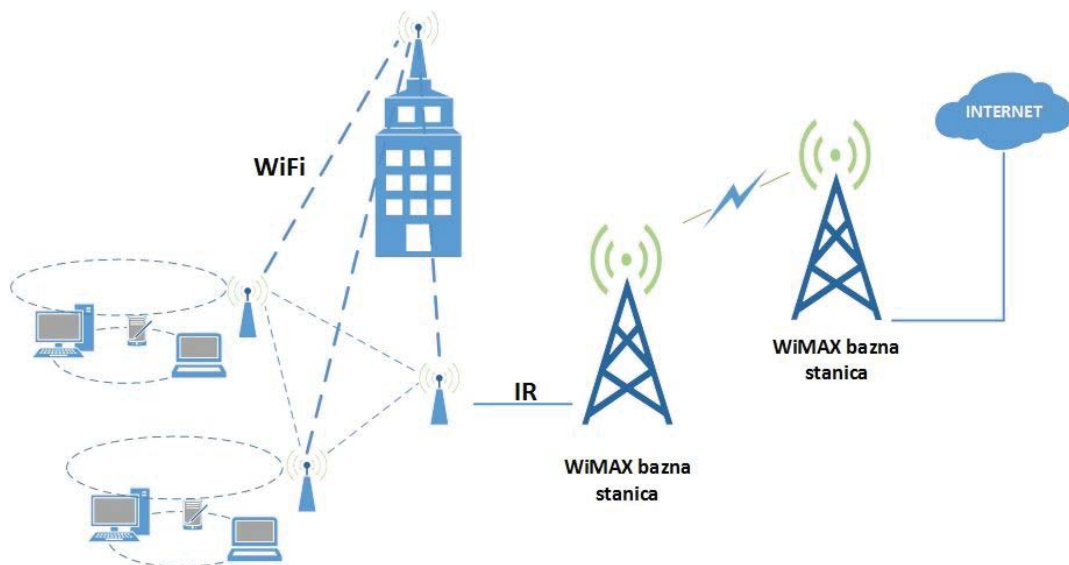 INTERNET
WiFi
WiMAX bazna
stanica
IR
WiMAX bazna
stanica